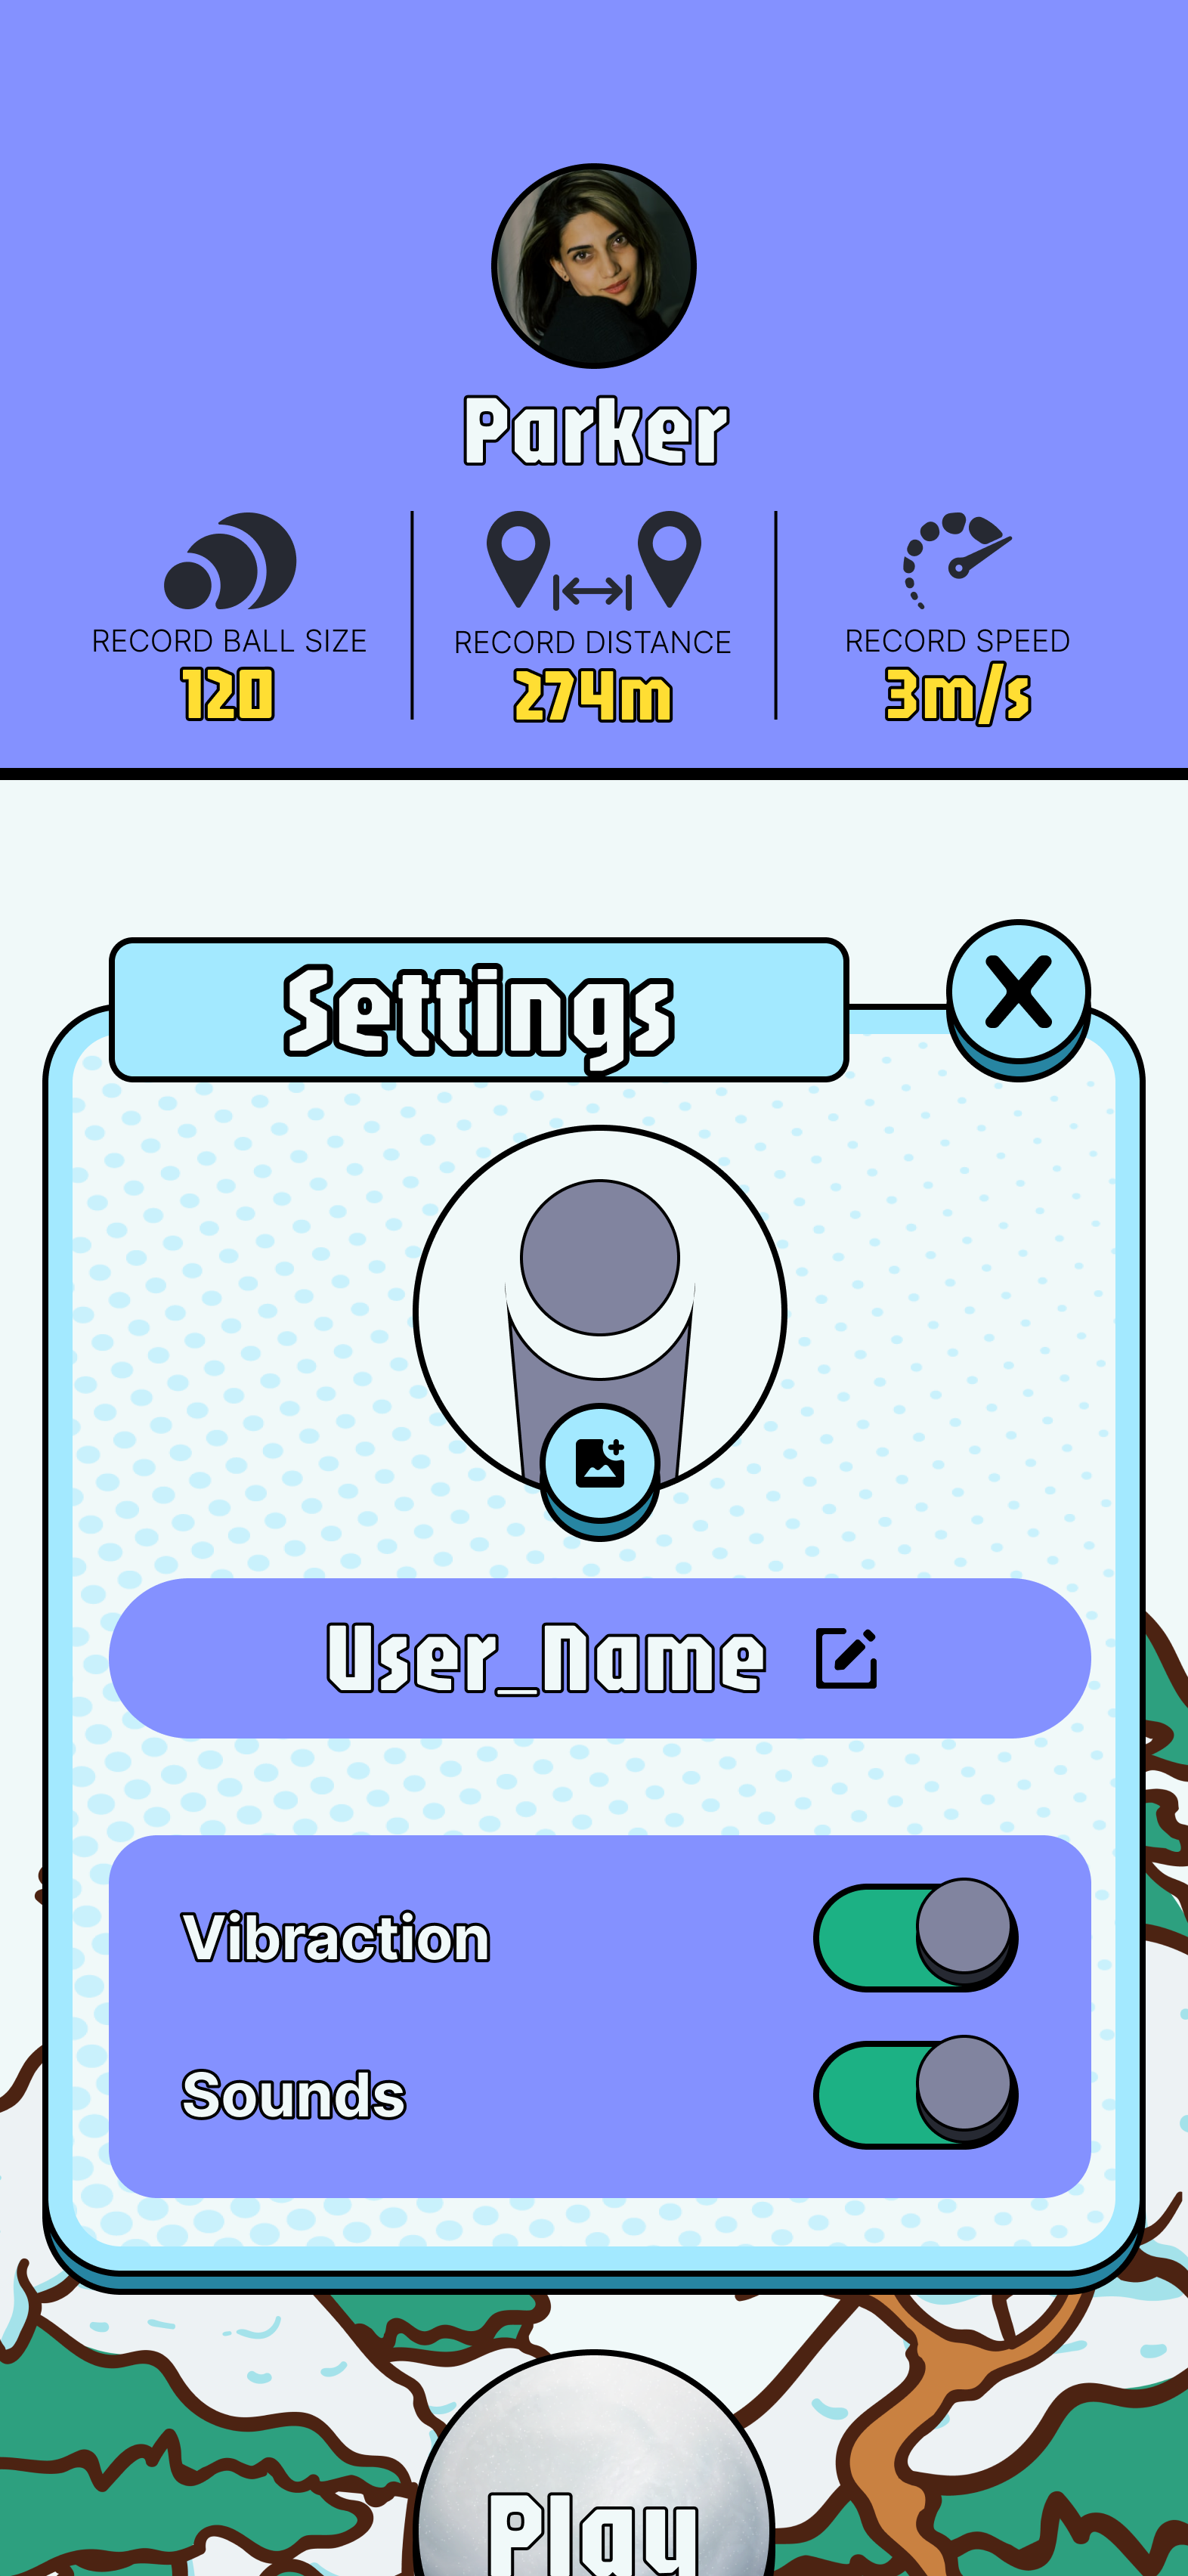 Parker
RECORD BALL SIZE
120
RECORD DISTANCE
274m
RECORD SPEED
3m/s
Settings
User_Name
Vibraction
Sounds
Play